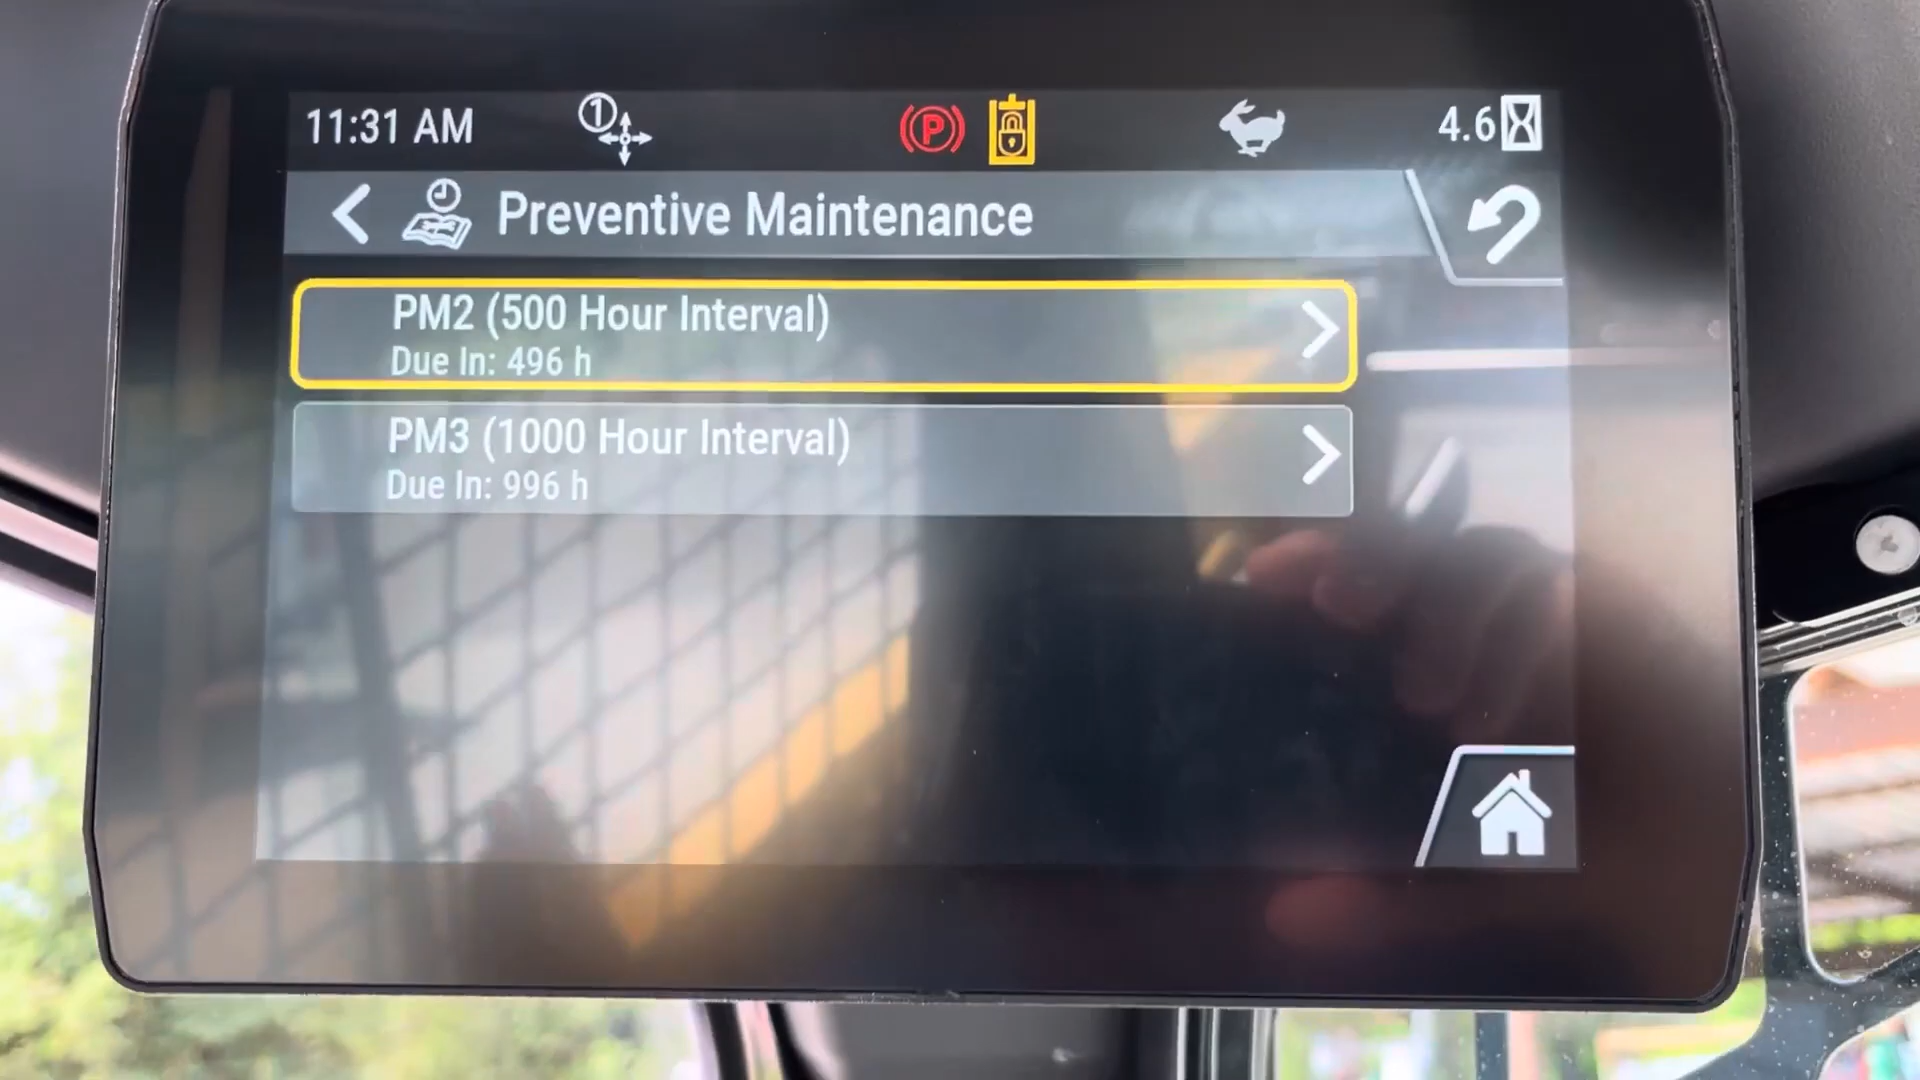 11:31 AM
1
P
4.6
Preventive Maintenance
PM2 (500 Hour Interval)
Due In: 496 h
PM3 (1000 Hour Interval)
Due In: 996 h